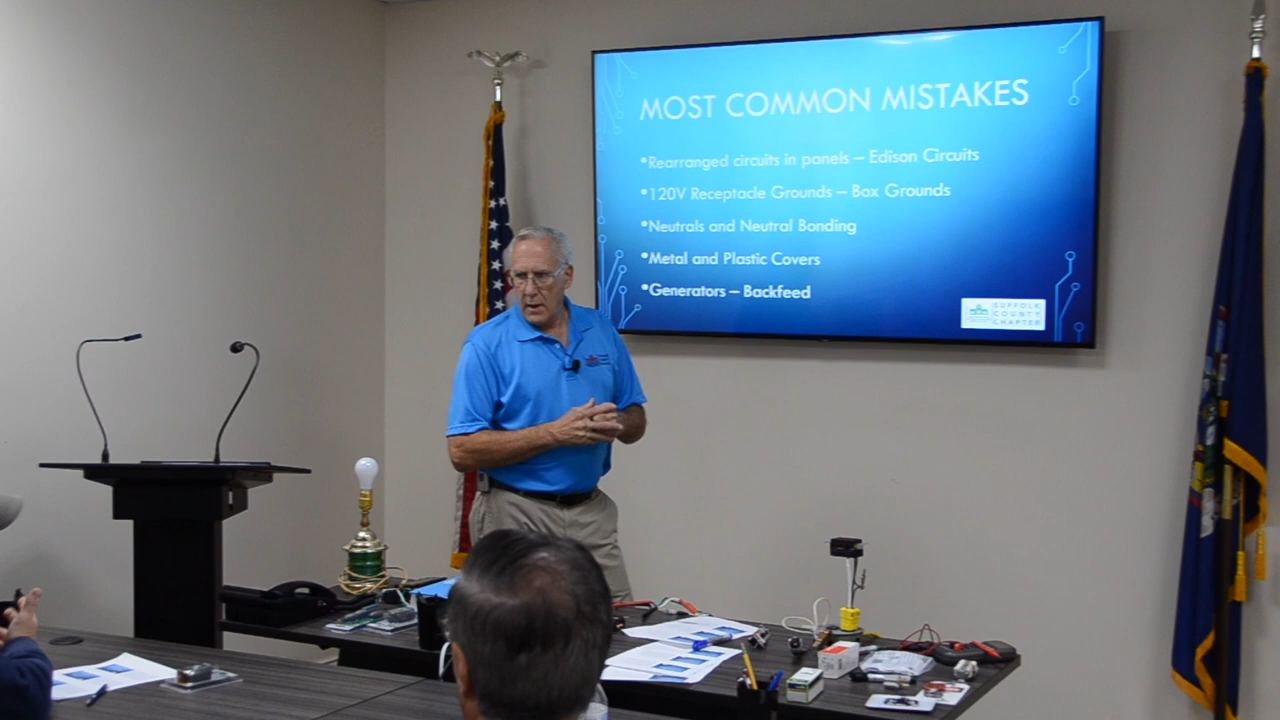 MOST COMMON MISTAKES
•Rearranged circuits in panels – Edison Circuits
•120V Receptacle Grounds – Box Grounds
•Neutrals and Neutral Bonding
•Metal and Plastic Covers
•Generators – Backfeed
SUFFOLK
COUNTY
CHAPTER